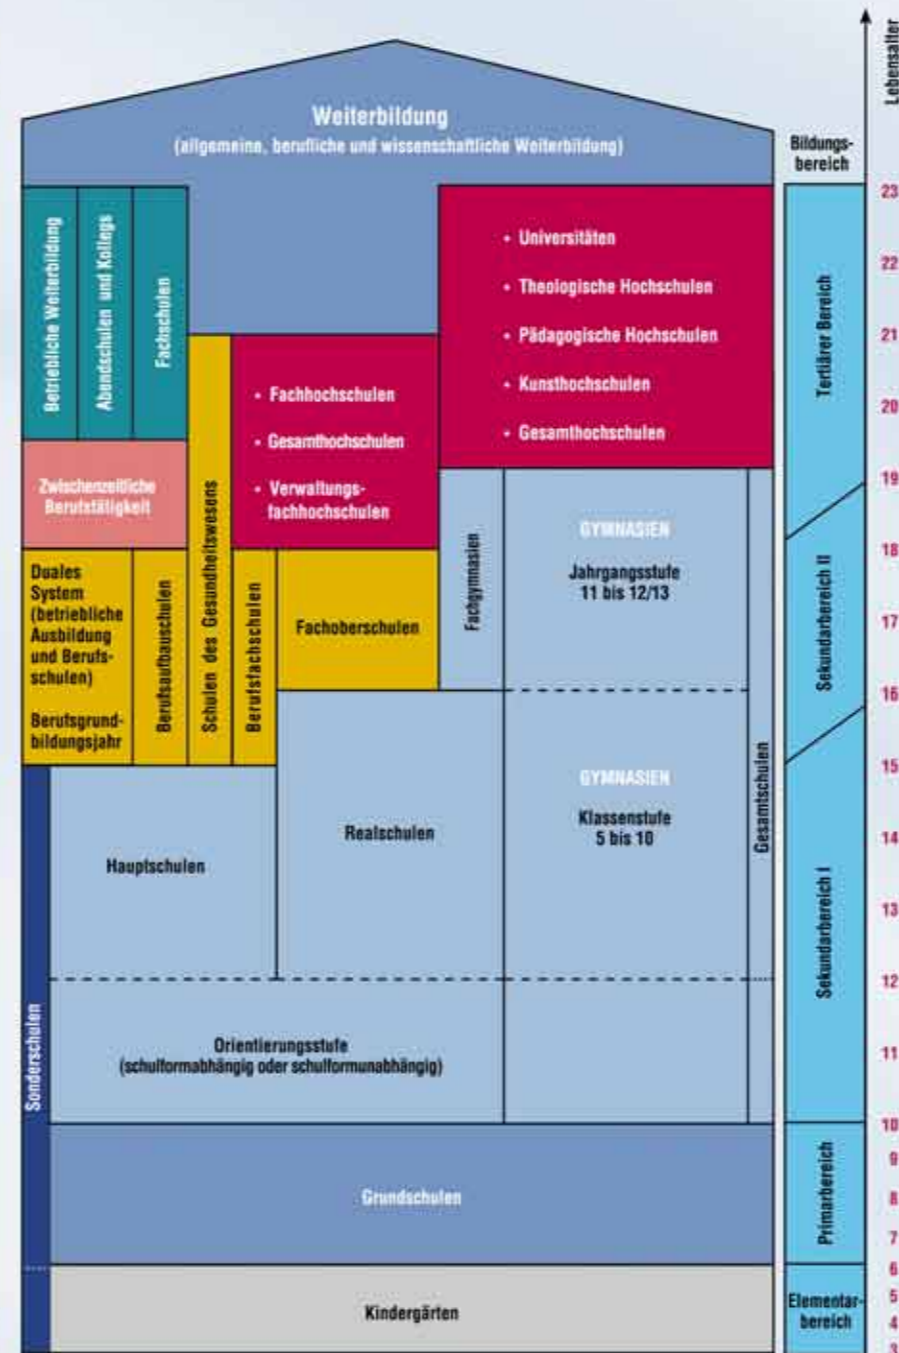 Lebensalter
Weiterbildung
(allgemeine, berufliche und wissenschaftliche Weiterbildung)
Bildungs-
bereich
Betriebliche Weiterbildung
Abendschulen und Kollegs
Fachschulen
• Universitäten
• Theologische Hochschulen
• Pädagogische Hochschulen
• Kunsthochschulen
• Gesamthochschulen
Tertiärer Bereich
23
22
21
20
19
18
17
16
15
14
13
12
11
10
9
8
7
6
5
4
3
• Fachhochschulen
• Gesamthochschulen
• Verwaltungs-
fachhochschulen
Zwischenzeitliche
Berufstätigkeit
Schulen des Gesundheitswesens
Duales
System
(betriebliche
Ausbildung
und Berufs-
schulen)
Berufsgrund-
bildungsjahr
Berufsaufbauschulen
Berufsfachschulen
Fachoberschulen
Fachgymnasien
GYMNASIEN
Jahrgangsstufe
11 bis 12/13
Sekundarbereich II
GYMNASIEN
Klassenstufe
5 bis 10
Gesamtschulen
Realschulen
Hauptschulen
Sekundarbereich I
Sonderschulen
Orientierungsstufe
(schulformabhängig oder schulformunabhängig)
Grundschulen
Primarbereich
Kindergärten
Elementar-
bereich